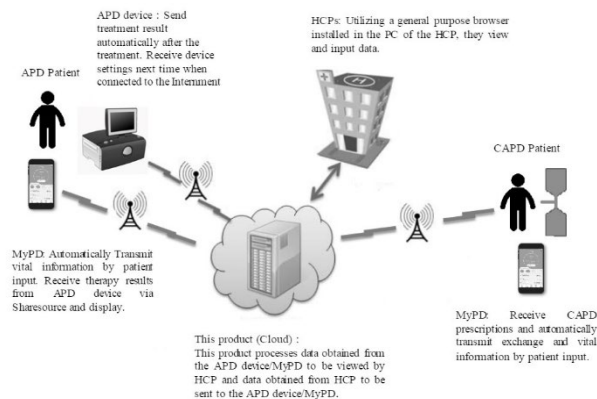 APD device : Send
treatment result
automatically after the
treatment. Receive device
settings next time when
connected to the Internment
HCPs: Utilizing a general purpose browser
installed in the PC of the HCP, they view
and input data.
APD Patient
H
CAPD Patient
MyPD: Automatically Transmit
vital information by patient
input. Receive therapy results
from APD device via
Sharesource and display.
MyPD: Receive CAPD
prescriptions and automatically
transmit exchange and vital
information by patient input.
This product (Cloud) :
This product processes data obtained from
the APD device/MyPD to be viewed by
HCP and data obtained from HCP to be
sent to the APD device/MyPD.